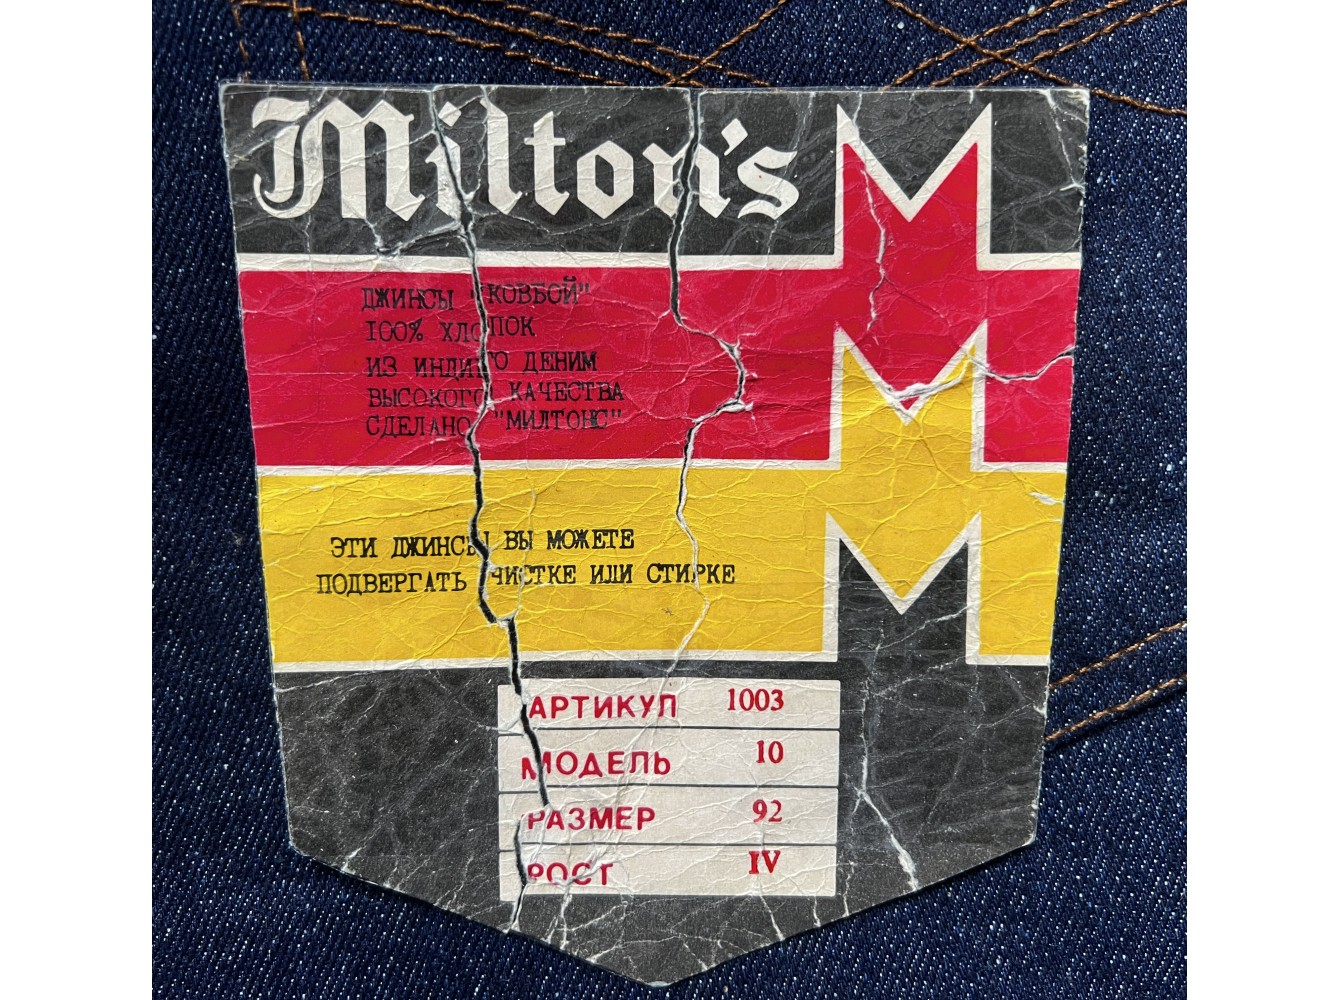 Milton's
ДЖИНСЫ "КОВБОЙ"
100% ХЛОПОК
ИЗ ИНДИГО ДЕНИМ
ВЫСОКОГО КАЧЕСТВА
СДЕЛАНО "МИЛТОНС"
ЭТИ ДЖИНСЫ ВЫ МОЖЕТЕ
ПОДВЕРГАТЬ ЧИСТКЕ ИЛИ СТИРКЕ
АРТИКУЛ 1003
МОДЕЛЬ 10
РАЗМЕР 92
РОСТ IV